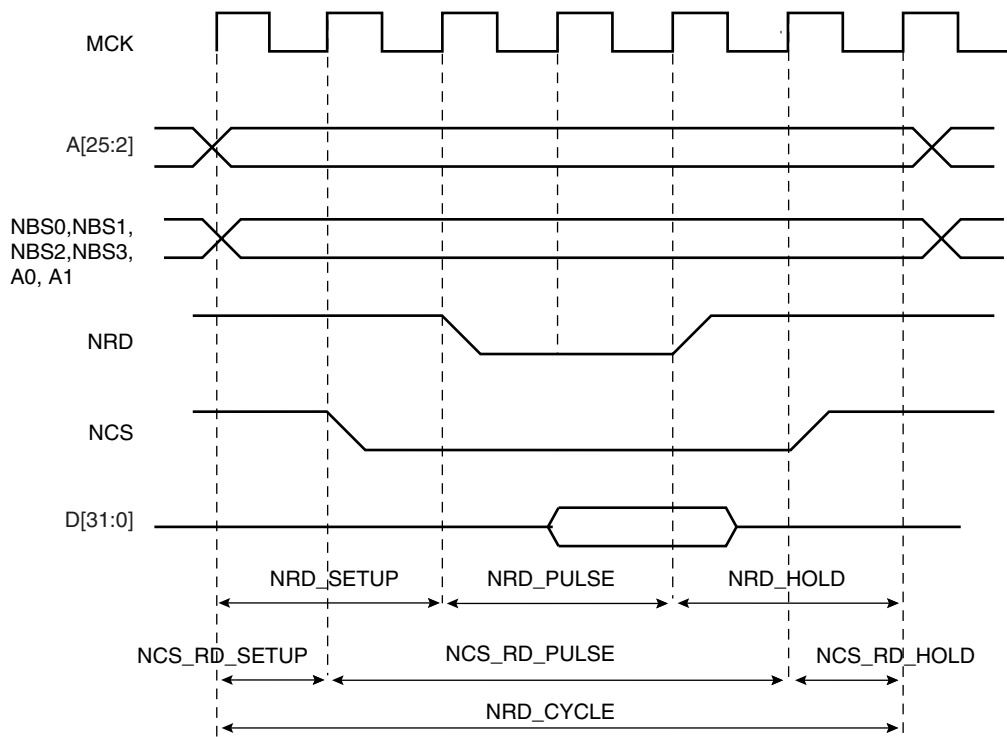 MCK
A[25:2]
NBS0,NBS1,
NBS2,NBS3,
A0, A1
NRD
NCS
D[31:0]
NRD_SETUP
NRD_PULSE
NRD_HOLD
NCS_RD_SETUP
NCS_RD_PULSE
NCS_RD_HOLD
NRD_CYCLE